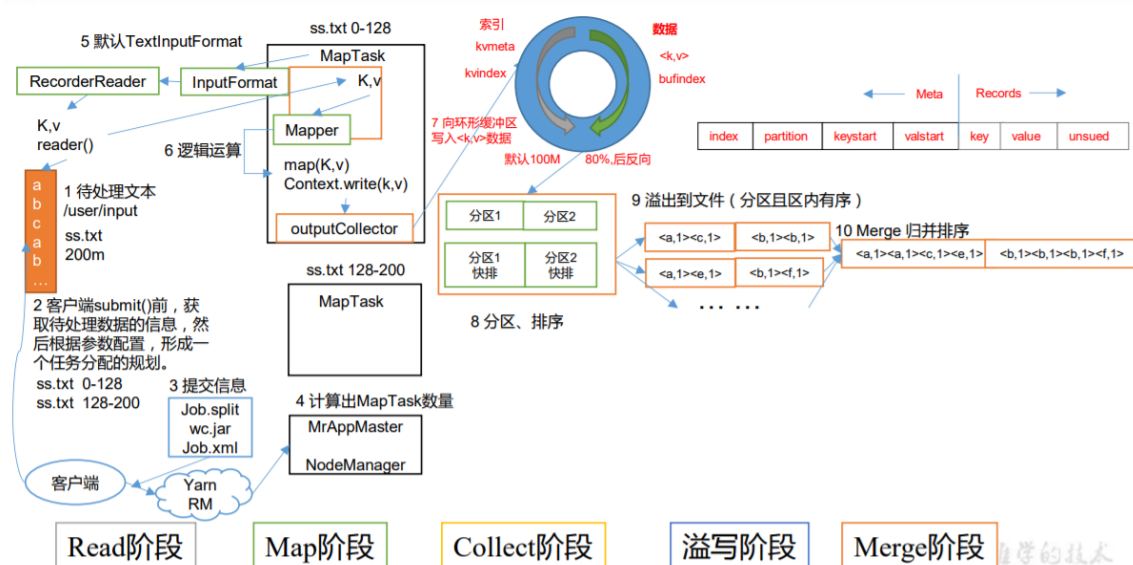 ss.txt 0-128
5 默认TextInputFormat
MapTask
RecorderReader
InputFormat
K,v
K,v
reader()
Mapper
6 逻辑运算
map(K,v)
Context.write(k,v)
outputCollector
1 待处理文本
/user/input
ss.txt
200m
a
b
c
a
b
...
2 客户端submit()前，获
取待处理数据的信息，然
后根据参数配置，形成一
个任务分配的规划。
ss.txt 0-128
ss.txt 128-200
3 提交信息
Job.split
wc.jar
Job.xml
客户端
Yarn
RM
ss.txt 128-200
MapTask
4 计算出MapTask数量
MrAppMaster
NodeManager
索引
kvmeta
kvindex
数据
<k,v>
bufindex
7 向环形缓冲区
写入<k,v>数据
默认100M
80%,后反向
Meta
Records
index
partition
keystart
valstart
key
value
unsued
分区1
分区2
分区1
快排
分区2
快排
8 分区、排序
9 溢出到文件（分区且区内有序）
<a,1><c,1>
<b,1><b,1>
<a,1><e,1>
<b,1><f,1>
... ...
10 Merge 归并排序
<a,1><a,1><c,1><e,1>
<b,1><b,1><b,1><f,1>
Read阶段
Map阶段
Collect阶段
溢写阶段
Merge阶段
学的技术